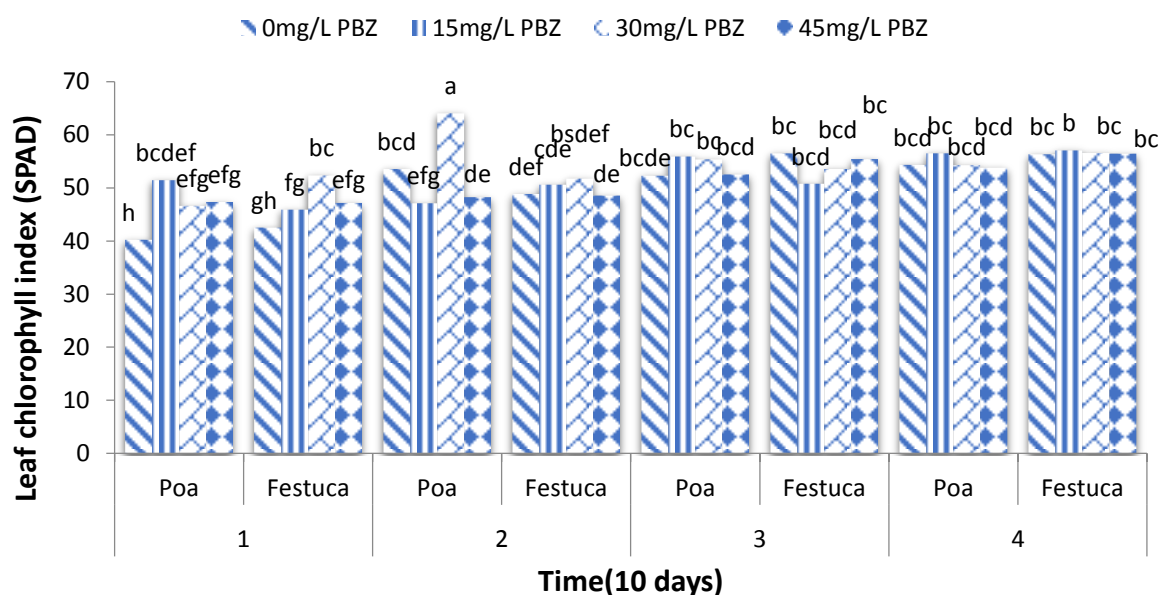 0mg/L PBZ 15mg/L PBZ 30mg/L PBZ 45mg/L PBZ
Leaf chlorophyll index (SPAD)
70
60
50
40
30
20
10
0
h bcdef efg efg gh fg bc efg bcd efg a de def cde bsdef de bcde bc bc bcd bc bcd bcd bc bcd bc bcd bcd bc b bc bc
Poa Festuca Poa Festuca Poa Festuca Poa Festuca
1 2 3 4
Time(10 days)